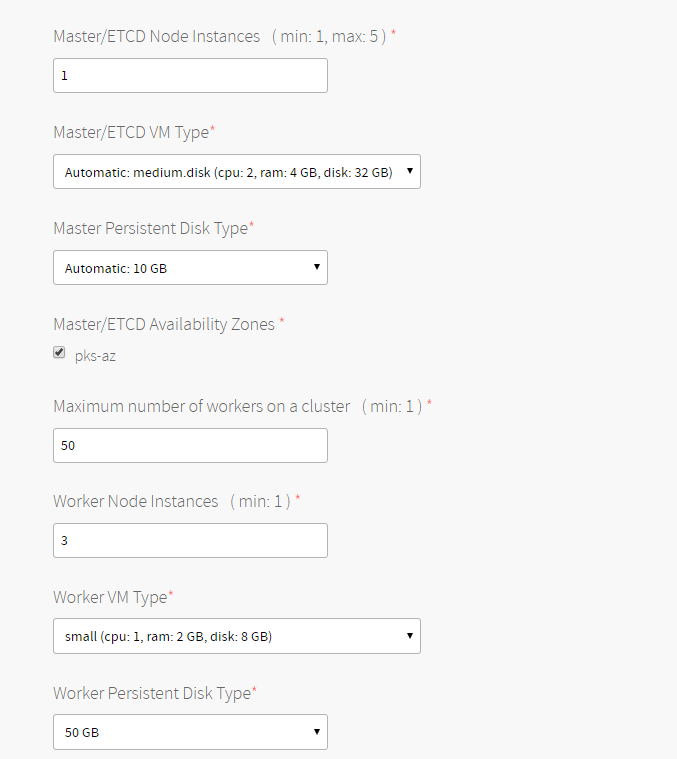 Master/ETCD Node Instances ( min: 1, max: 5 ) *
1
Master/ETCD VM Type*
Automatic: medium.disk (cpu: 2, ram: 4 GB, disk: 32 GB)
Master Persistent Disk Type*
Automatic: 10 GB
Master/ETCD Availability Zones *
pks-az
Maximum number of workers on a cluster ( min: 1 ) *
50
Worker Node Instances ( min: 1 ) *
3
Worker VM Type*
small (cpu: 1, ram: 2 GB, disk: 8 GB)
Worker Persistent Disk Type*
50 GB